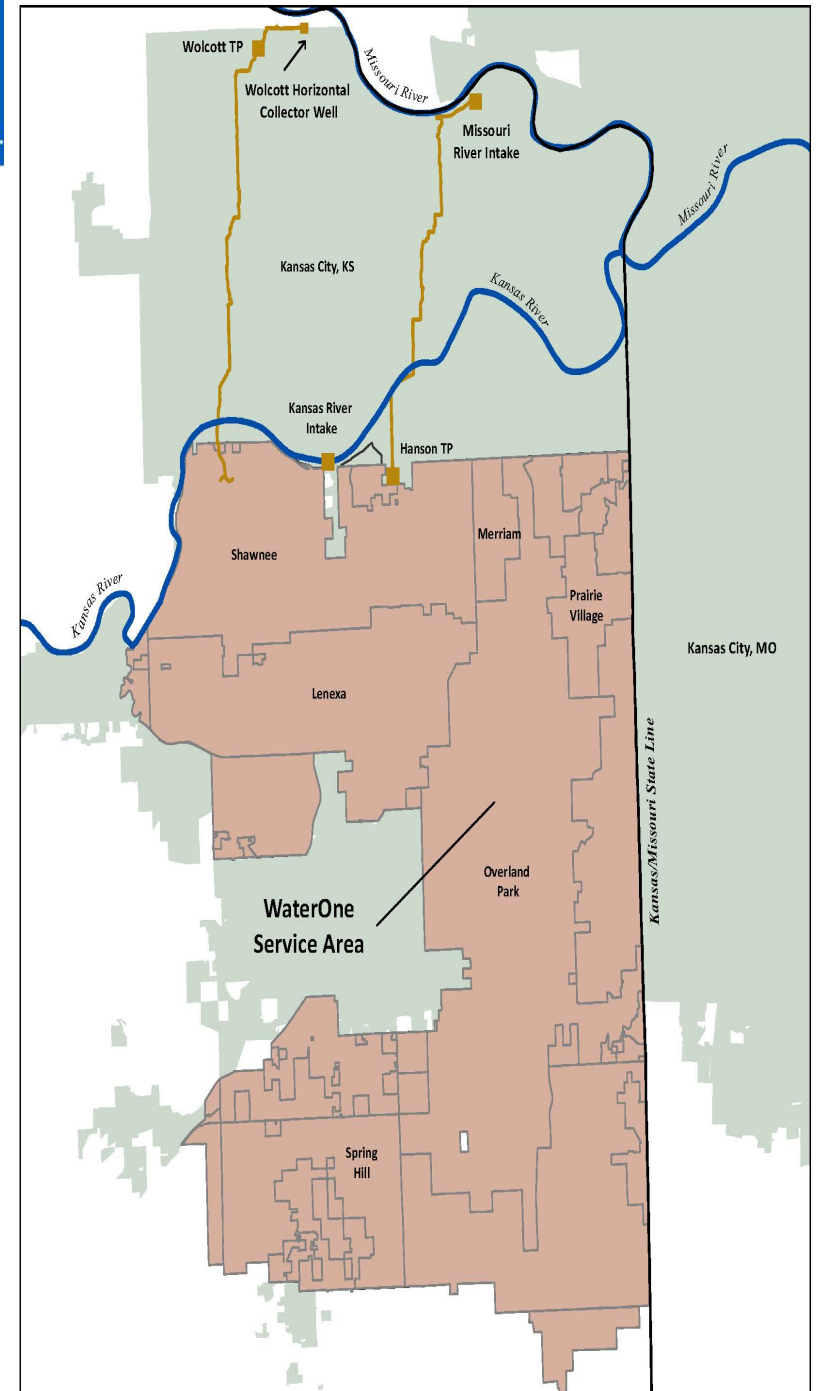 Wolcott TP
Wolcott Horizontal
Collector Well
Missouri River
Missouri
River Intake
Missouri River
Kansas City, KS
Kansas River
Kansas River
Intake
Hanson TP
Merriam
Shawnee
Prairie
Village
Kansas River
Kansas City, MO
Lenexa
Kansas/Missouri State Line
Overland
Park
WaterOne
Service Area
Spring
Hill